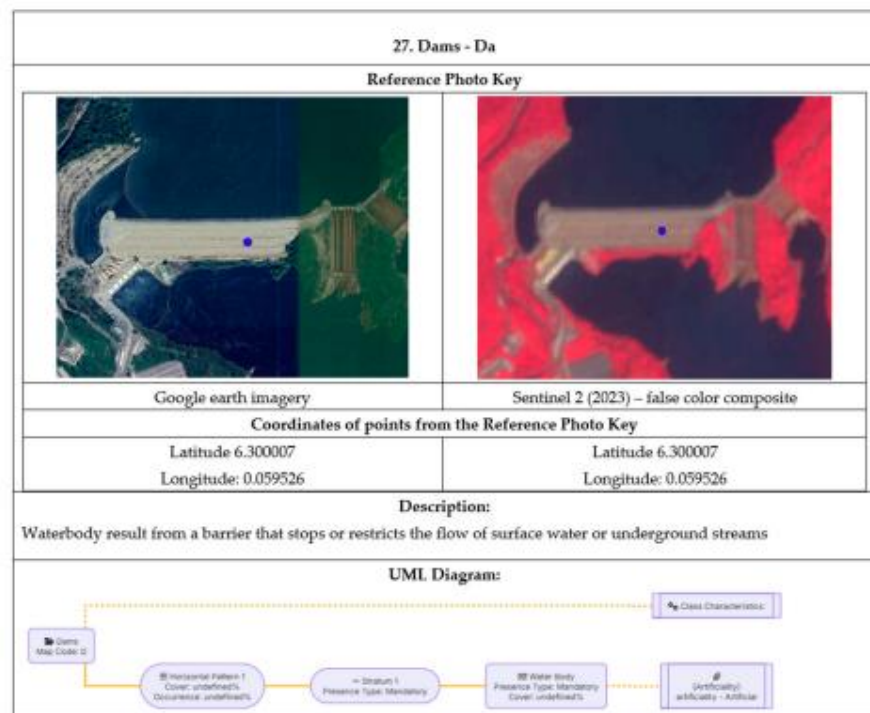 27. Dams - Da
Reference Photo Key
Google earth imagery
Sentinel 2 (2023) – false color composite
Coordinates of points from the Reference Photo Key
Latitude 6.300007
Latitude 6.300007
Longitude: 0.059526
Longitude: 0.059526
Description:
Waterbody result from a barrier that stops or restricts the flow of surface water or underground streams
UML Diagram:
Class Characteristics:
Dams
Map Code: D
Horizontal Pattern 1
Cover: undefined%
Occurrence: undefined%
Stratum 1
Presence Type: Mandatory
Water Body
Presence Type: Mandatory
Cover: undefined%
(Artificiality)
artificiality - Artificial